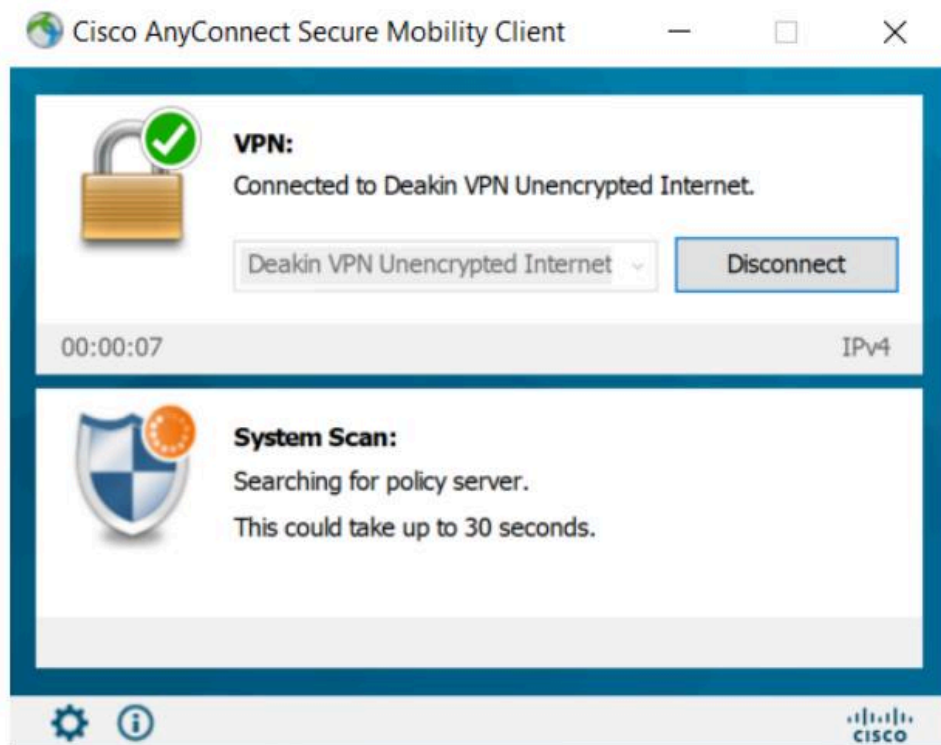 Cisco AnyConnect Secure Mobility Client
VPN:
Connected to Deakin VPN Unencrypted Internet.
Deakin VPN Unencrypted Internet
Disconnect
00:00:07
IPv4
System Scan:
Searching for policy server.
This could take up to 30 seconds.
CISCO